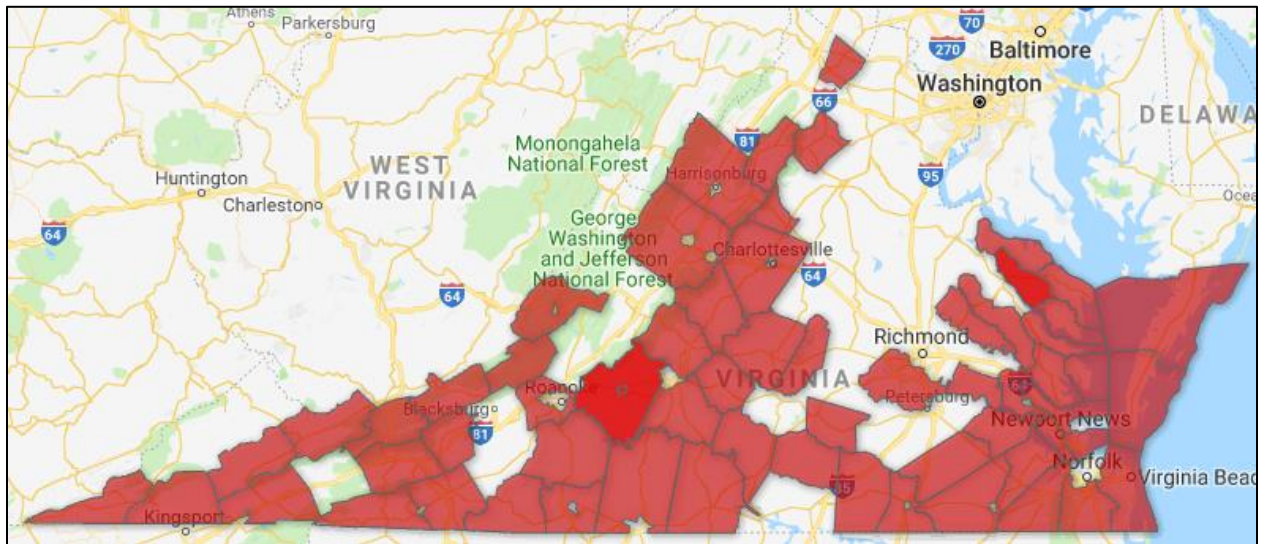 Athens
Parkersburg
70
Baltimore
270
Washington
66
DELAWA
Monongahela
National Forest
81
WEST
VIRGINIA
Harrisonburg
95
Huntington
Charleston
George
Washington
and Jefferson
National Forest
Charlottesville
64
64
64
Richmond
Roanoke
VIRGINIA
64
Blacksburg
Petersburg
81
Newport News
Norfolk
85
Virginia Beac
Kingsport